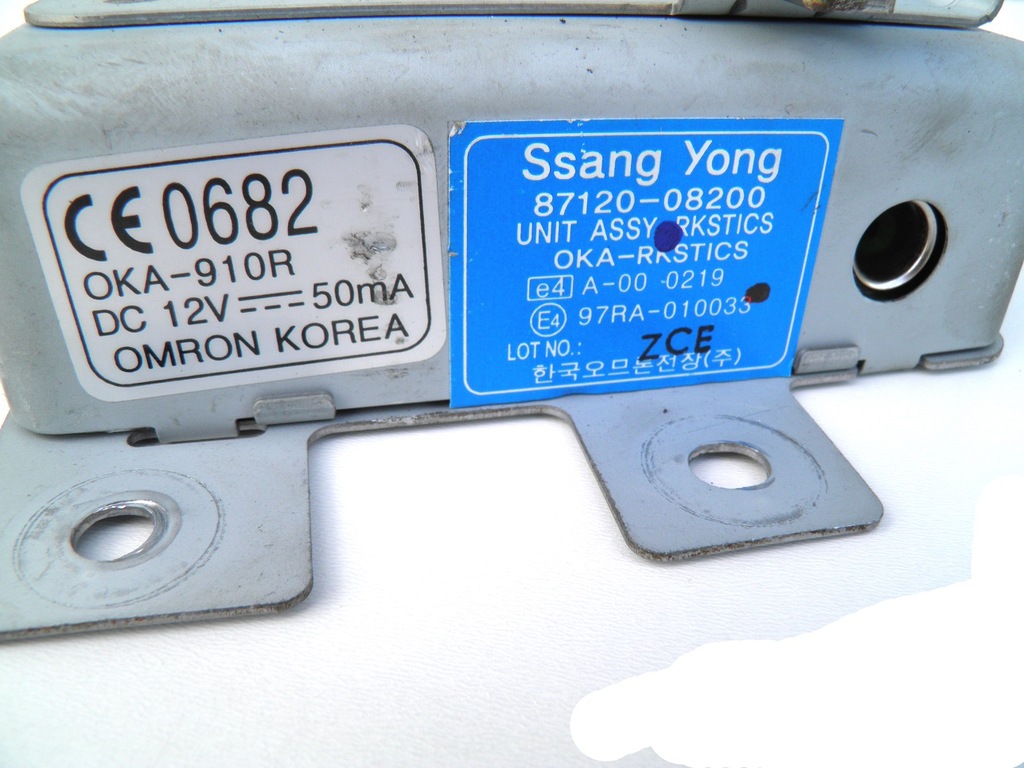 CE 0682
OKA-910R
DC 12V 50mA
OMRON KOREA
Ssang Yong
87120-08200
UNIT ASSY-RKSTICS
OKA-RKSTICS
e4 A-00 0219
E4 97RA-010033
LOT NO.: ZCE
한국오므론전장(주)